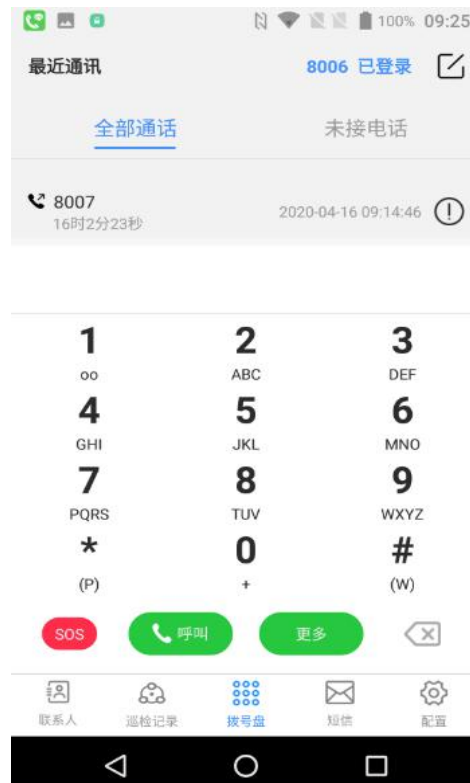 100% 09:25
最近通讯 8006 已登录
全部通话 未接电话
8007 2020-04-16 09:14:46
16时2分23秒
1 2 3
oo ABC DEF
4 5 6
GHI JKL MNO
7 8 9
PQRS TUV WXYZ
* 0 #
(P) + (W)
SOS 呼叫 更多
联系人 巡检记录 拨号盘 短信 配置